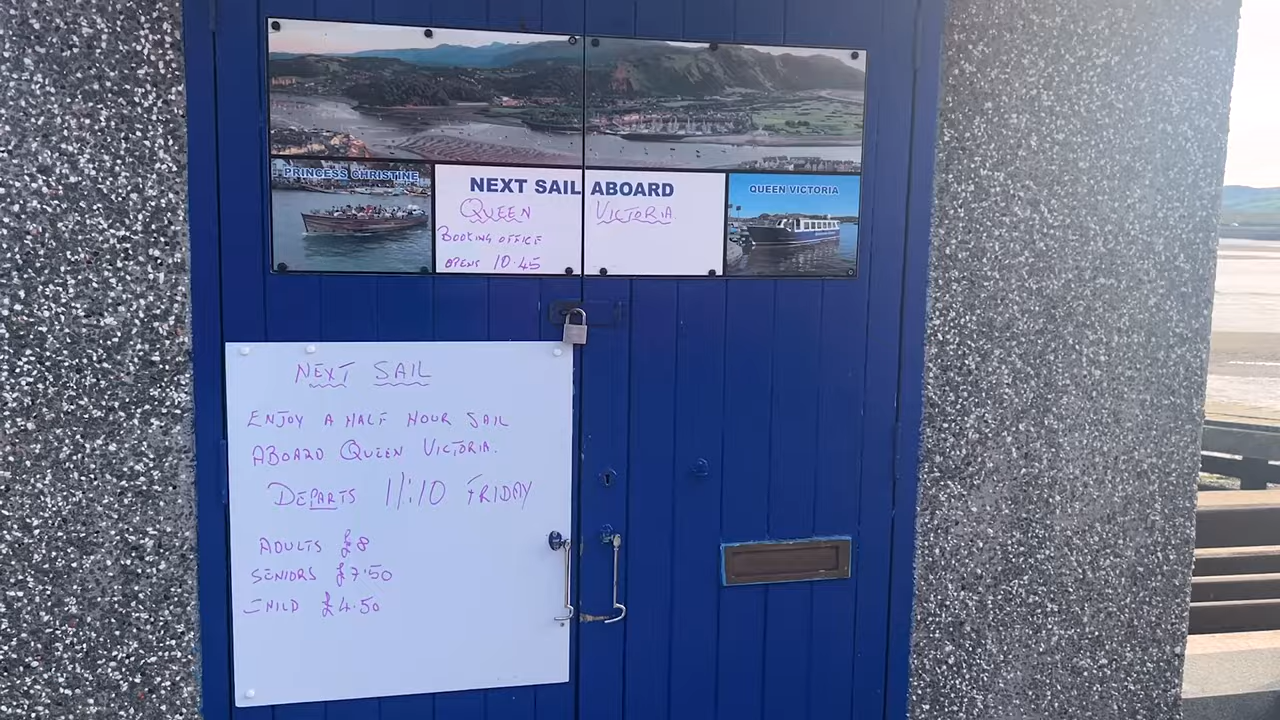 PRINCESS CHRISTINE
NEXT SAIL ABOARD
QUEEN VICTORIA
BOOKING OFFICE
OPENS 10.45
QUEEN VICTORIA
NEXT SAIL
ENJOY A HALF HOUR SAIL
ABOARD QUEEN VICTORIA.
DEPARTS 11:10 FRIDAY
ADULTS £8
SENIORS £7.50
CHILD £4.50